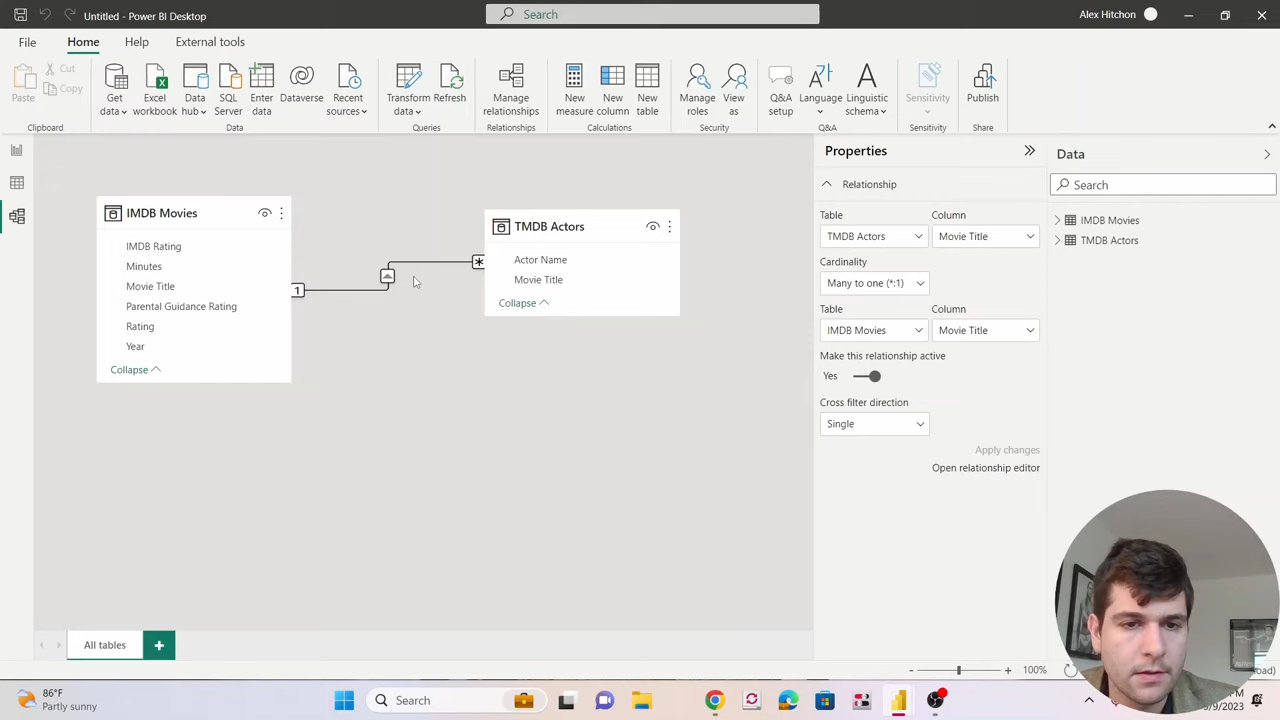 Untitled - Power BI Desktop
Search
Alex Hitchon
File
Home
Help
External tools
Paste
Cut
Copy
Clipboard
Get data
Excel workbook
Data hub
SQL Server
Enter data
Dataverse
Recent sources
Data
Transform data
Refresh
Queries
Manage relationships
Relationships
New measure
New column
New table
Calculations
Manage roles
View as
Security
Q&A setup
Language
Linguistic schema
Q&A
Sensitivity
Sensitivity
Publish
Share
IMDB Movies
IMDB Rating
Minutes
Movie Title
Parental Guidance Rating
Rating
Year
Collapse
1
*
TMDB Actors
Actor Name
Movie Title
Collapse
Properties
Relationship
Table
Column
TMDB Actors
Movie Title
Cardinality
Many to one (*:1)
Table
Column
IMDB Movies
Movie Title
Make this relationship active
Yes
Cross filter direction
Single
Apply changes
Open relationship editor
Data
Search
IMDB Movies
TMDB Actors
All tables
- + 100%
86°F
Partly sunny
Search